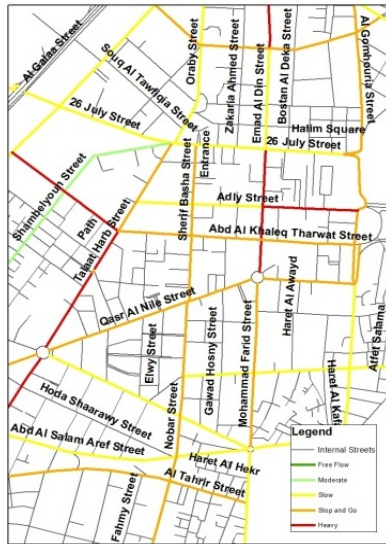 Al Galaa Street
Souq Al Tawfiqia Street
Oraby Street
Zakaria Ahmed Street
Emad Al Din Street
Bostan Al Deka Street
Al Gomhouria Street
26 July Street
Halim Square
26 July Street
Entrance
Shambelyoun Street
Path
Talaat Harb Street
Sherif Basha Street
Adly Street
Abd Al Khaleq Tharwat Street
Qasr Al Nile Street
Haret Al Awayd
Atfet Salama
Elwy Street
Gawad Hosny Street
Mohammad Farid Street
Haret Al Kafr
Hoda Shaarawy Street
Nobar Street
Abd Al Salam Aref Street
Haret Al Hekr
Al Tahrir Street
Fahmy Street
Legend
Internal Streets
Free Flow
Moderate
Slow
Stop and Go
Heavy